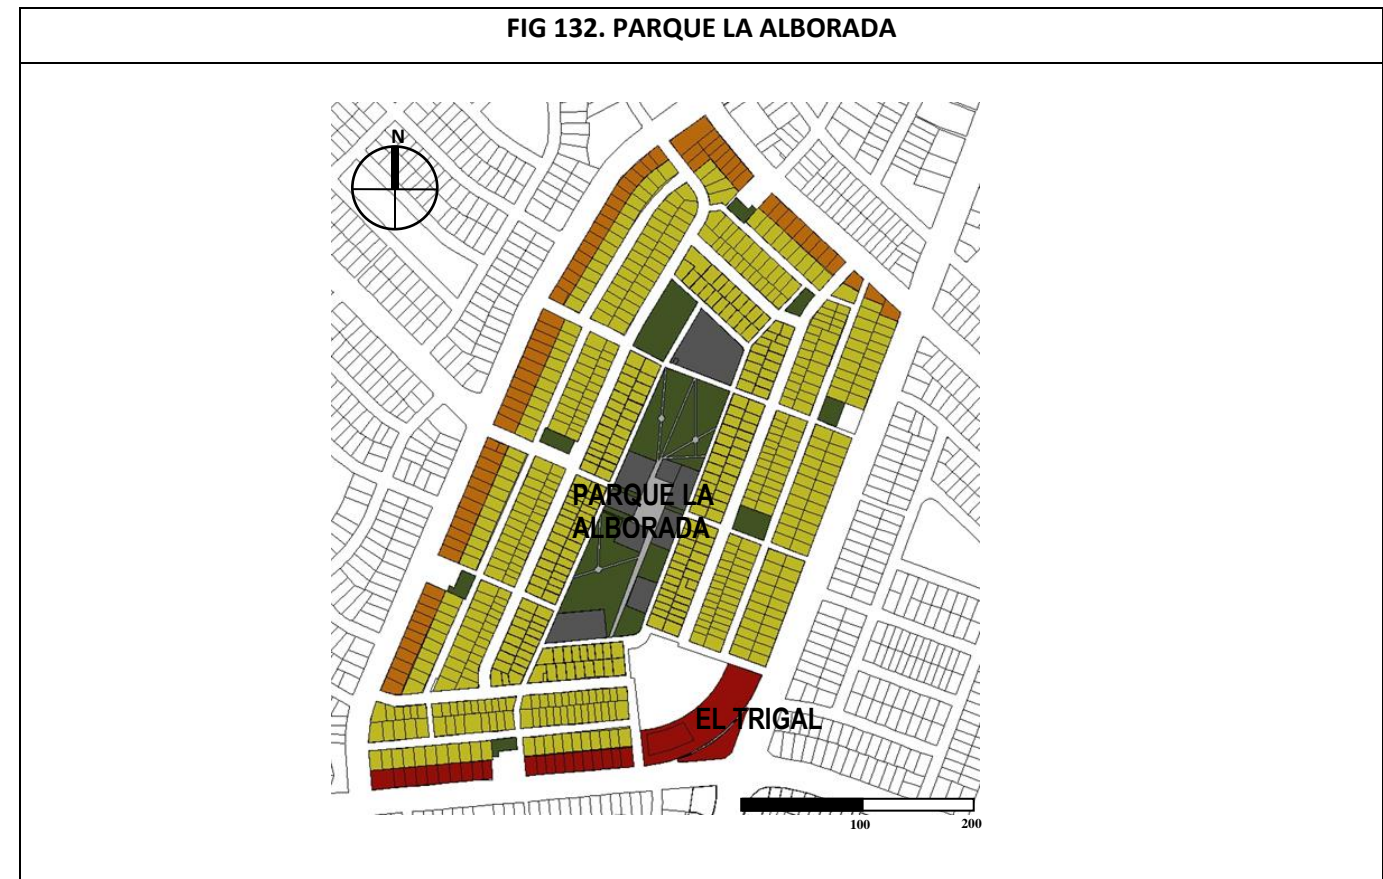 FIG 132. PARQUE LA ALBORADA
N
PARQUE LA
ALBORADA
EL TRIGAL
100
200